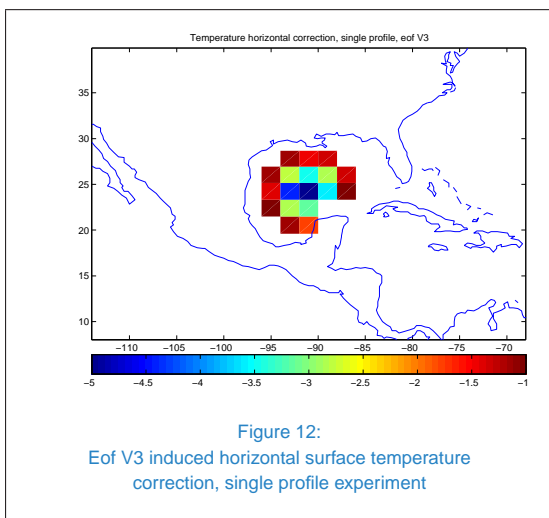 Temperature horizontal correction, single profile, eof V3
35
30
25
20
15
10
−110 −105 −100 −95 −90 −85 −80 −75 −70
−5 −4.5 −4 −3.5 −3 −2.5 −2 −1.5 −1
Figure 12:
Eof V3 induced horizontal surface temperature
correction, single profile experiment